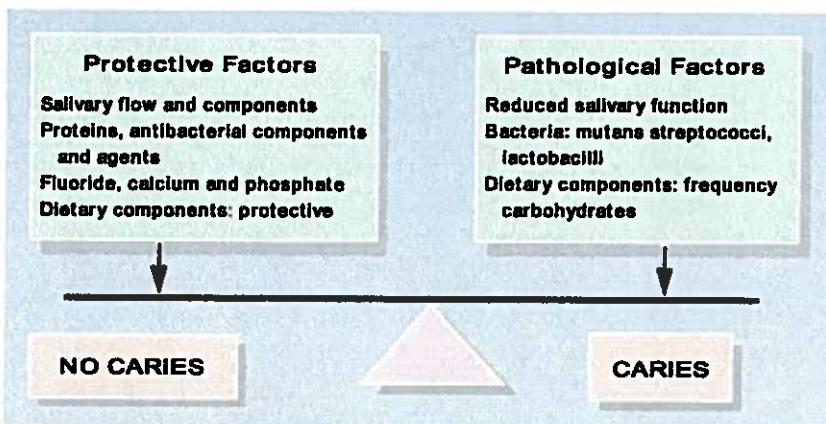 Protective Factors
Salivary flow and components
Proteins, antibacterial components
and agents
Fluoride, calcium and phosphate
Dietary components: protective
Pathological Factors
Reduced salivary function
Bacteria: mutans streptococci,
lactobacilli
Dietary components: frequency
carbohydrates
NO CARIES
CARIES